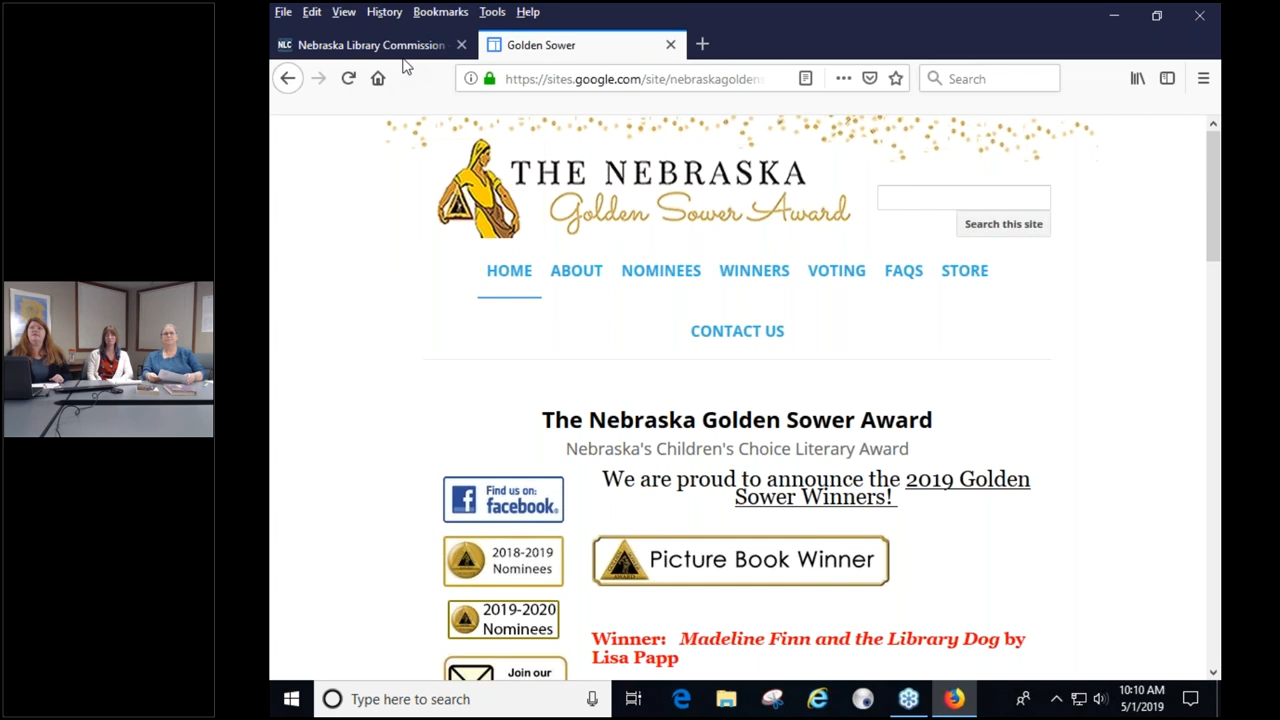 File Edit View History Bookmarks Tools Help
NLC Nebraska Library Commission
Golden Sower
https://sites.google.com/site/nebraskagoldens
Search
THE NEBRASKA
Golden Sower Award
Search this site
HOME ABOUT NOMINEES WINNERS VOTING FAQS STORE
CONTACT US
The Nebraska Golden Sower Award
Nebraska's Children's Choice Literary Award
We are proud to announce the 2019 Golden
Sower Winners!
Find us on:
facebook.
2018-2019
Nominees
2019-2020
Nominees
Join our
Picture Book Winner
Winner: Madeline Finn and the Library Dog by
Lisa Papp
Type here to search
10:10 AM
5/1/2019